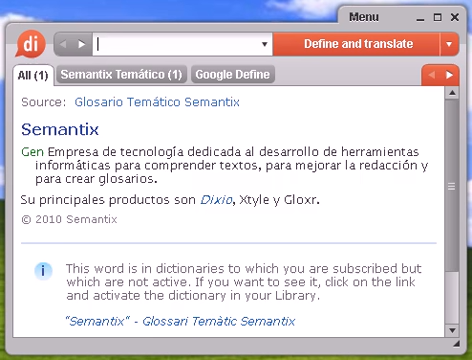 Menu
di
Define and translate
All (1)
Semantix Temático (1)
Google Define
Source: Glosario Temático Semantix
Semantix
Gen Empresa de tecnología dedicada al desarrollo de herramientas
informáticas para comprender textos, para mejorar la redacción y
para crear glosarios.
Su principales producto son Dixio, Xtyle y Gloxr.
© 2010 Semantix
i
This word is in dictionaries to which you are subscribed but
which are not active. If you want to see it, click on the link
and activate the dictionary in your Library.
"Semantix" - Glossari Temàtic Semantix